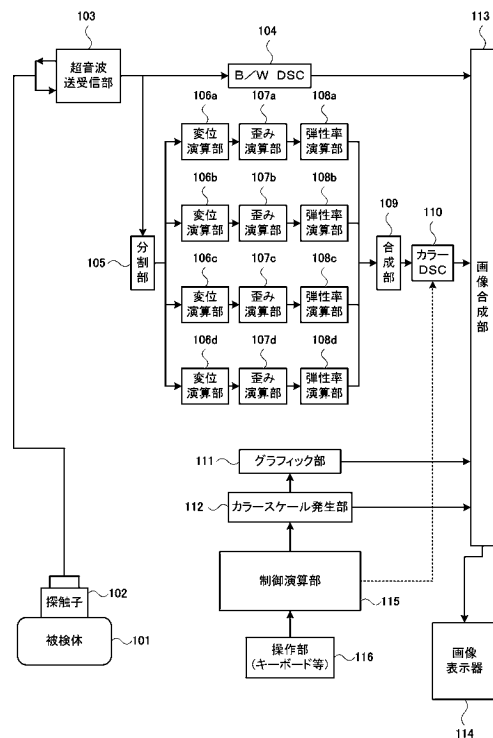 103
超音波
送受信部
104
B/W DSC
113
106a
変位
演算部
107a
歪み
演算部
108a
弾性率
演算部
106b
変位
演算部
107b
歪み
演算部
108b
弾性率
演算部
105
分割部
109
合成部
110
カラー
DSC
画像合成部
106c
変位
演算部
107c
歪み
演算部
108c
弾性率
演算部
106d
変位
演算部
107d
歪み
演算部
108d
弾性率
演算部
111
グラフィック部
112
カラースケール発生部
制御演算部
115
探触子
102
被検体
101
操作部
(キーボード等)
116
画像
表示器
114